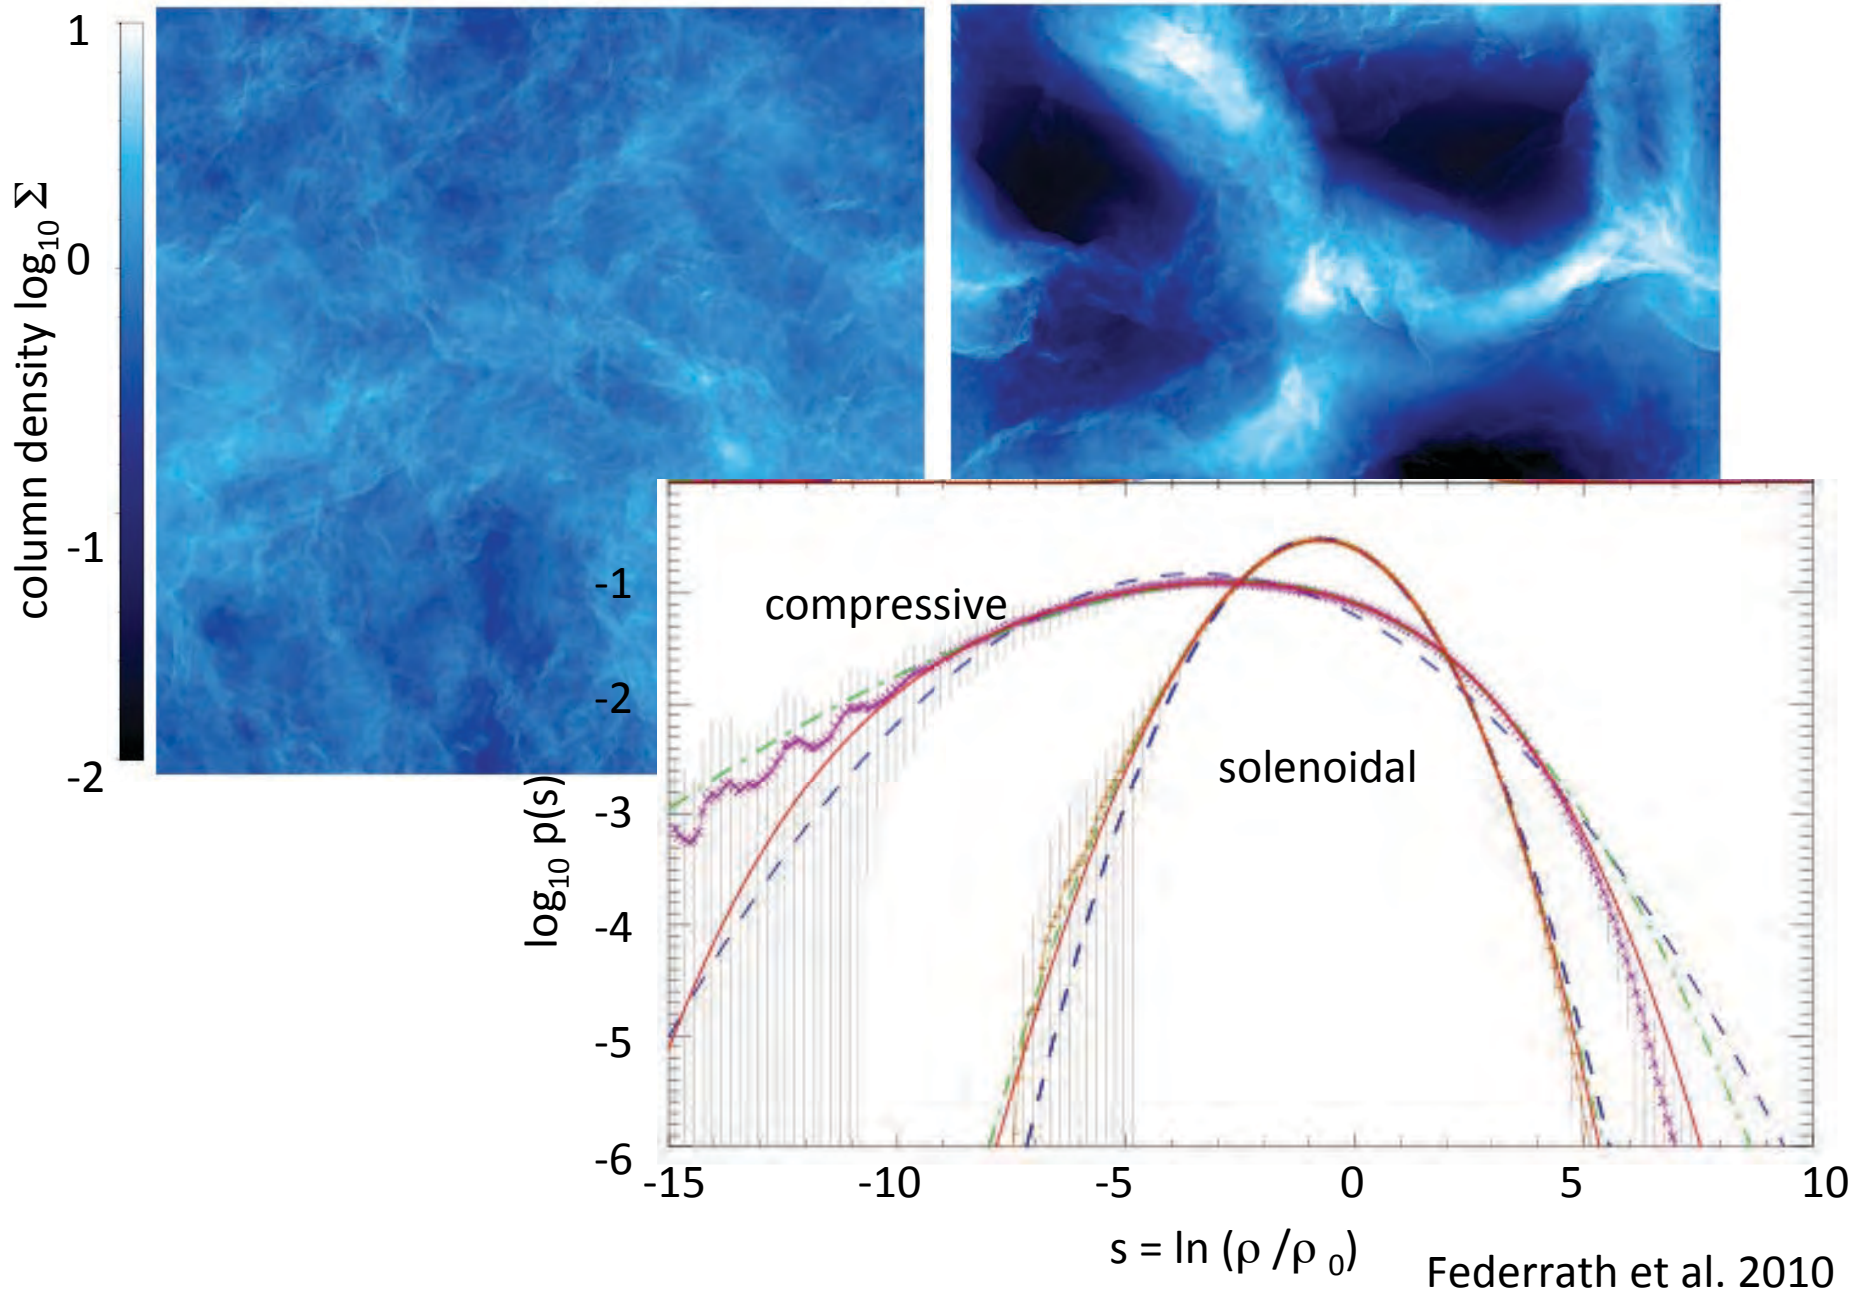 1
0
-1
-2
column density log10 Σ
compressive
solenoidal
-1
-2
-3
-4
-5
-6
log10 p(s)
-15 -10 -5 0 5 10
s = ln (ρ /ρ 0)
Federrath et al. 2010